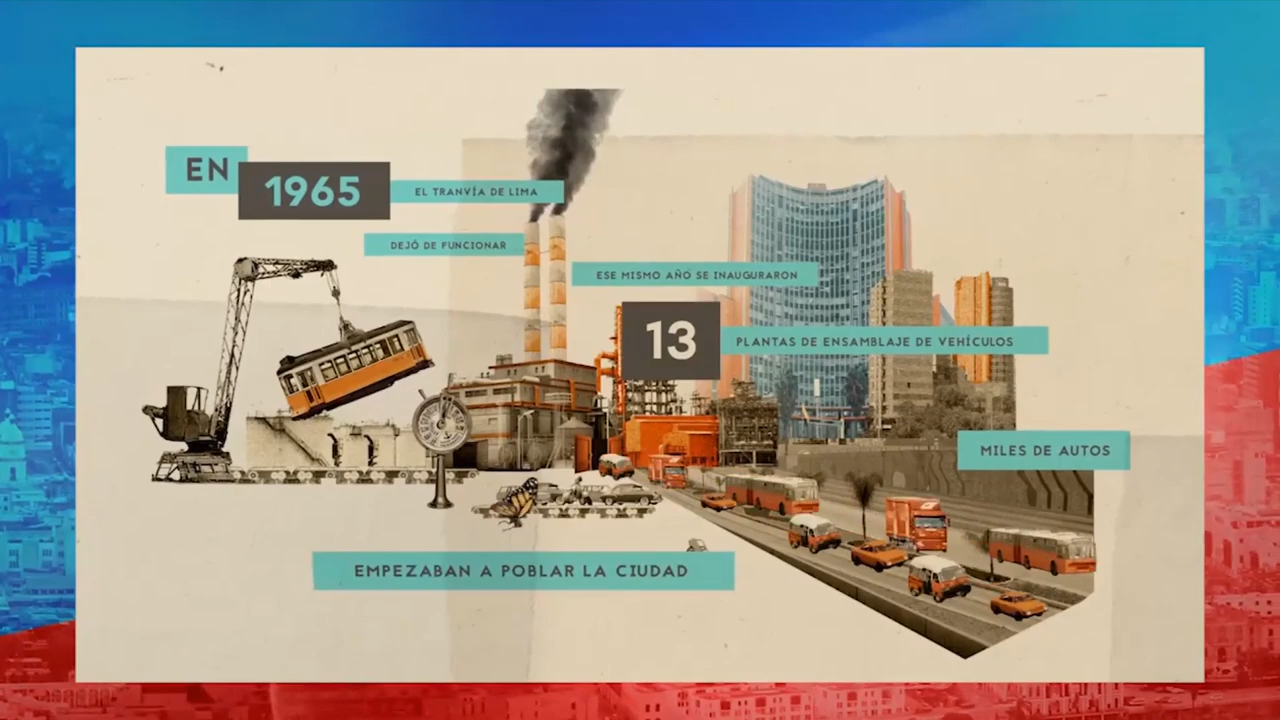 EN
1965
EL TRANVÍA DE LIMA
DEJÓ DE FUNCIONAR
ESE MISMO AÑO SE INAUGURARON
13
PLANTAS DE ENSAMBLAJE DE VEHÍCULOS
MILES DE AUTOS
EMPEZABAN A POBLAR LA CIUDAD